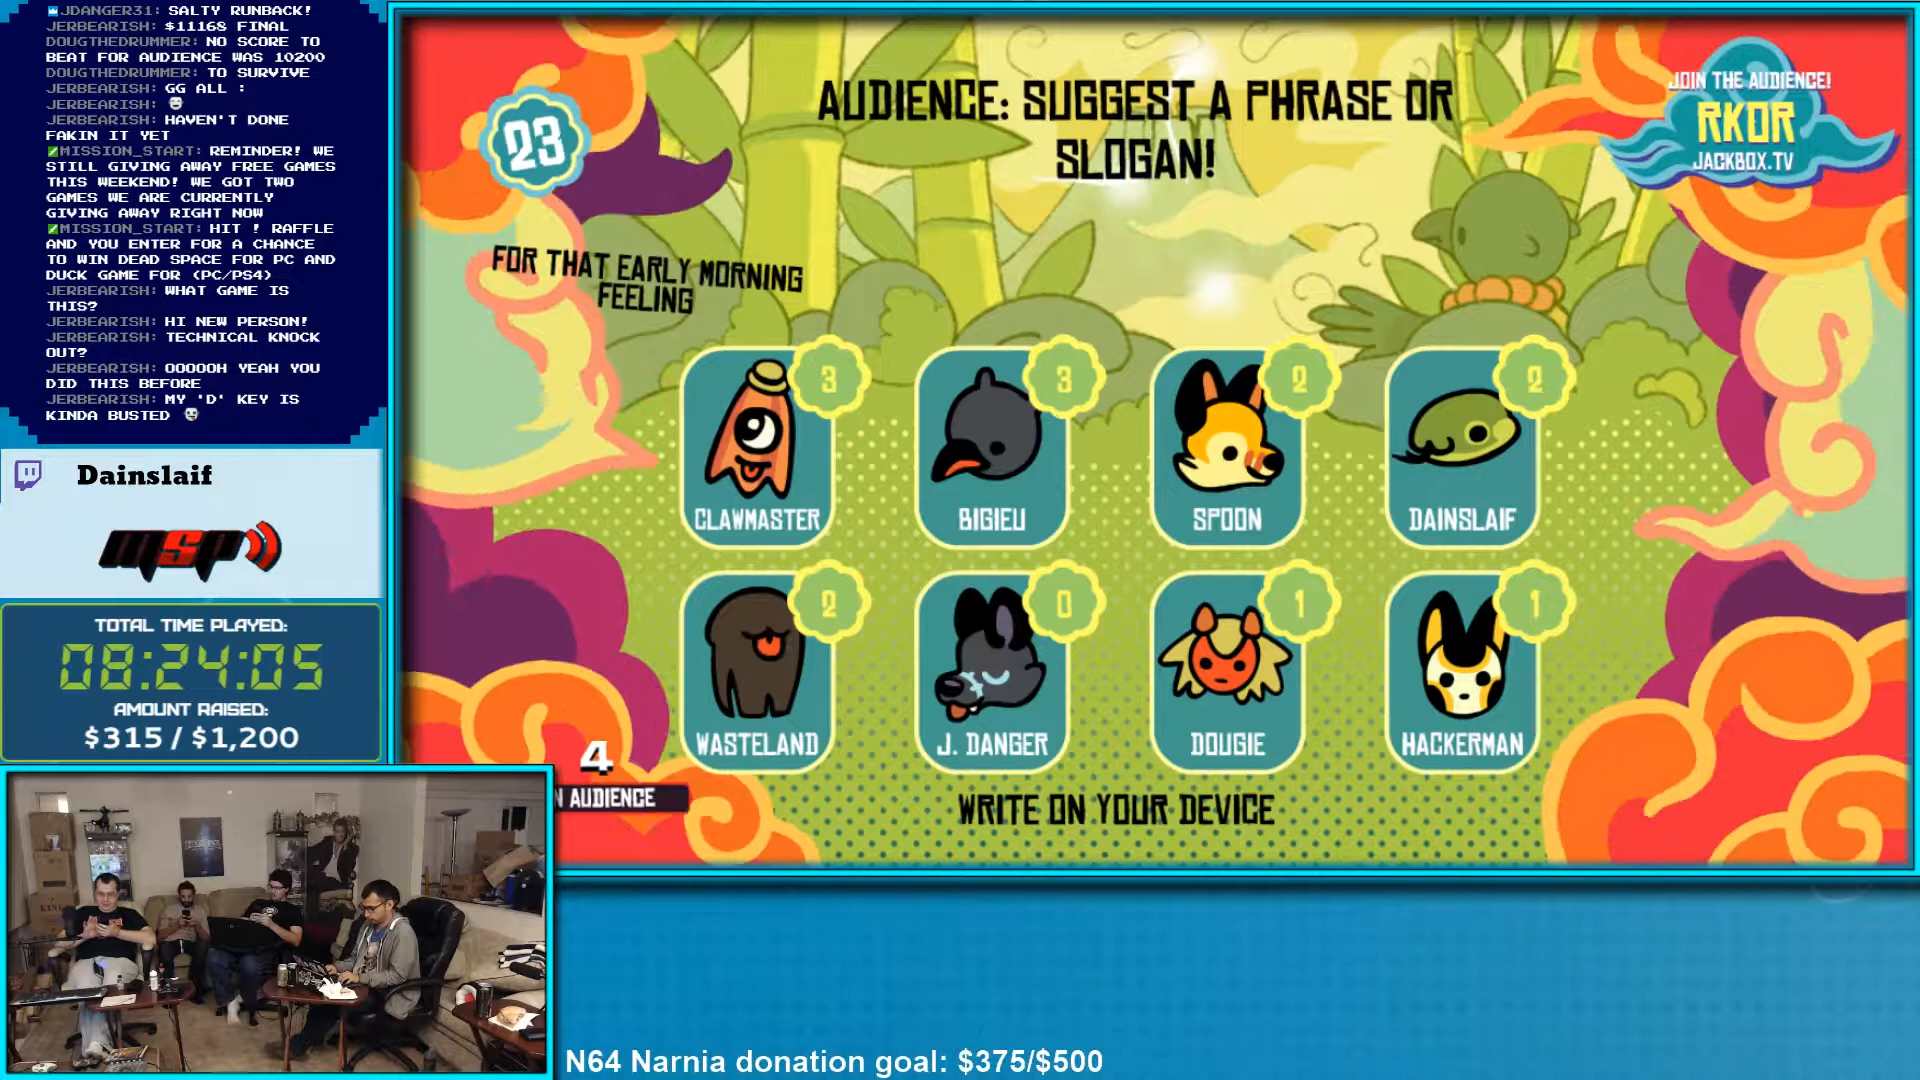 JDANGER31: SALTY RUNBACK!
JERBEARISH: $11168 FINAL
DOUGTHEDRUMMER: NO SCORE TO
BEAT FOR AUDIENCE WAS 10200
DOUGTHEDRUMMER: TO SURVIVE
JERBEARISH: GG ALL :
JERBEARISH:
JERBEARISH: HAVEN'T DONE
FAKIN IT YET
MISSION_START: REMINDER! WE
STILL GIVING AWAY FREE GAMES
THIS WEEKEND! WE GOT TWO
GAMES WE ARE CURRENTLY
GIVING AWAY RIGHT NOW
MISSION_START: HIT ! RAFFLE
AND YOU ENTER FOR A CHANCE
TO WIN DEAD SPACE FOR PC AND
DUCK GAME FOR (PC/PS4)
JERBEARISH: WHAT GAME IS
THIS?
JERBEARISH: HI NEW PERSON!
JERBEARISH: TECHNICAL KNOCK
OUT?
JERBEARISH: OOOOOH YEAH YOU
DID THIS BEFORE
JERBEARISH: MY 'D' KEY IS
KINDA BUSTED
Dainslaif
MSP
TOTAL TIME PLAYED:
08:24:05
AMOUNT RAISED:
$315 / $1,200
23
AUDIENCE: SUGGEST A PHRASE OR
SLOGAN!
JOIN THE AUDIENCE!
RKOR
JACKBOX.TV
FOR THAT EARLY MORNING
FEELING
3 3 2 2
CLAWMASTER BIGIEU SPOON DAINSLAIF
2 0 1 1
WASTELAND J. DANGER DOUGIE HACKERMAN
4
N AUDIENCE
WRITE ON YOUR DEVICE
N64 Narnia donation goal: $375/$500